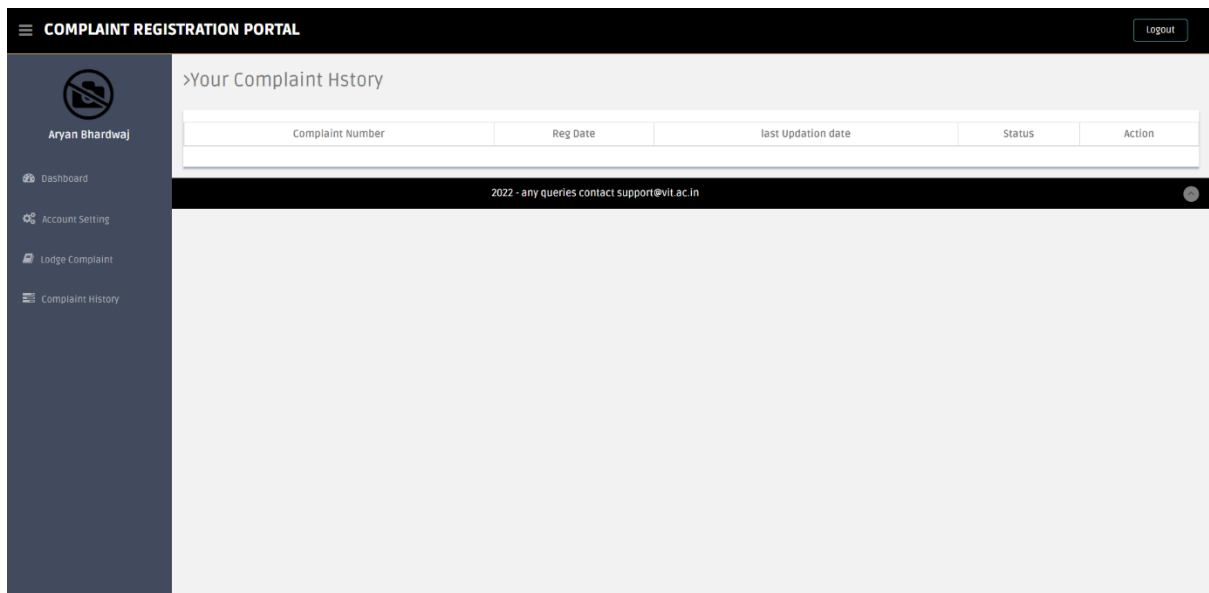 COMPLAINT REGISTRATION PORTAL
Logout
Aryan Bhardwaj
Dashboard
Account Setting
Lodge Complaint
Complaint History
>Your Complaint Hstory
Complaint Number Reg Date last Updation date Status Action
2022 - any queries contact support@vit.ac.in